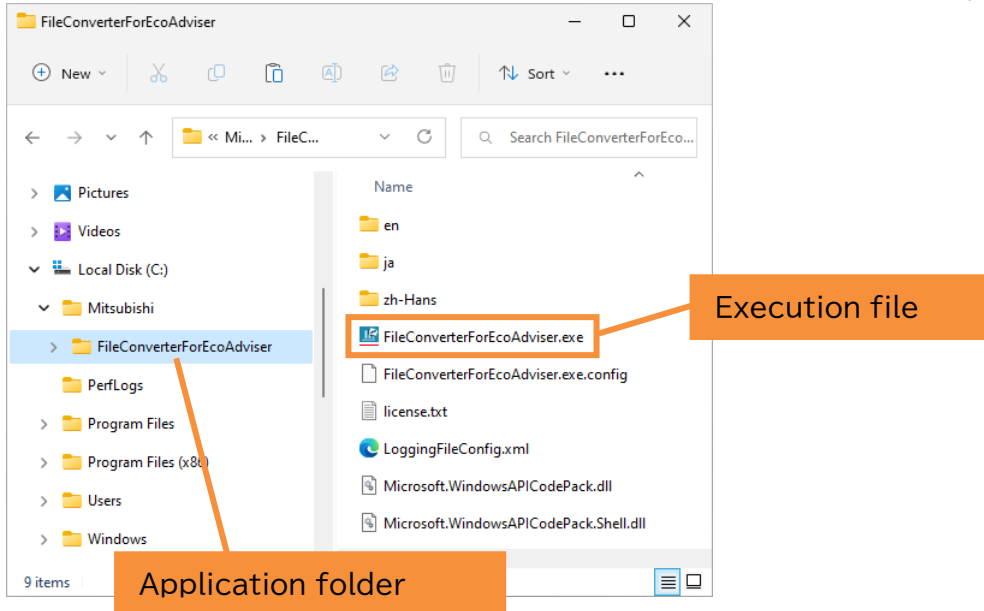 FileConverterForEcoAdviser
New
Sort
« Mi... > FileC...
Search FileConverterForEco...
Pictures
Videos
Local Disk (C:)
Mitsubishi
FileConverterForEcoAdviser
PerfLogs
Program Files
Program Files (x86)
Users
Windows
Name
en
ja
zh-Hans
FileConverterForEcoAdviser.exe
FileConverterForEcoAdviser.exe.config
license.txt
LoggingFileConfig.xml
Microsoft.WindowsAPICodePack.dll
Microsoft.WindowsAPICodePack.Shell.dll
Execution file
9 items
Application folder